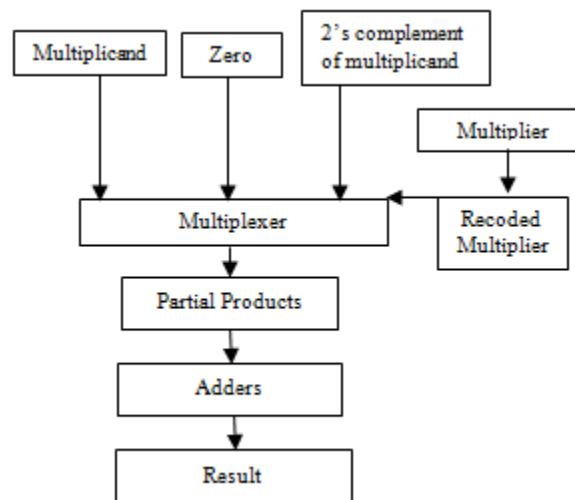 Multiplicand
Zero
2's complement
of multiplicand
Multiplier
Multiplexer
Recoded
Multiplier
Partial Products
Adders
Result